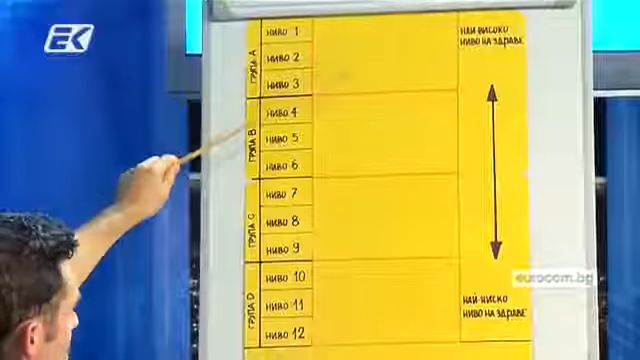 EK
ГРУПА A
НИВО 1
НИВО 2
НИВО 3
ГРУПА B
НИВО 4
НИВО 5
НИВО 6
ГРУПА C
НИВО 7
НИВО 8
НИВО 9
ГРУПА D
НИВО 10
НИВО 11
НИВО 12
НАЙ-ВИСОКО
НИВО НА ЗДРАВЕ
НАЙ-НИСКО
НИВО НА ЗДРАВЕ
eurocom.bg